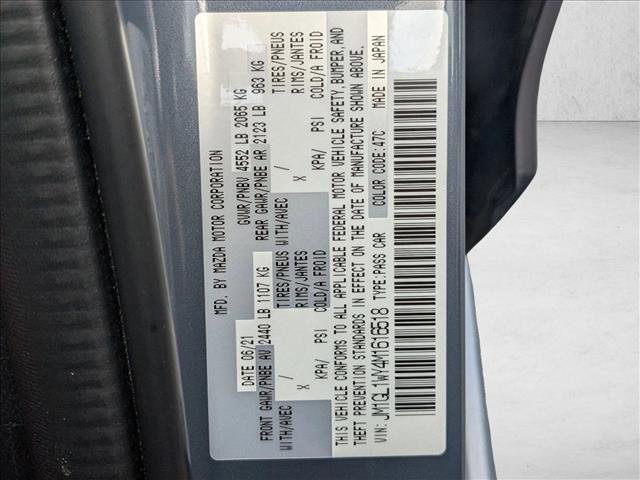 MFD. BY MAZDA MOTOR CORPORATION
DATE 06/21 GVWR/PNBV 4552 LB 2065 KG
FRONT GAWR/PNBE AV 2440 LB 1107 KG REAR GAWR/PNBE AR 2123 LB 963 KG
WITH/AVEC / TIRES/PNEUS WITH/AVEC / TIRES/PNEUS
X RIMS/JANTES X RIMS/JANTES
KPA/ PSI COLD/A FROID KPA/ PSI COLD/A FROID
THIS VEHICLE CONFORMS TO ALL APPLICABLE FEDERAL MOTOR VEHICLE SAFETY, BUMPER, AND
THEFT PREVENTION STANDARDS IN EFFECT ON THE DATE OF MANUFACTURE SHOWN ABOVE.
VIN: JM1GL1WY4M1616518 TYPE:PASS CAR COLOR CODE:47C MADE IN JAPAN